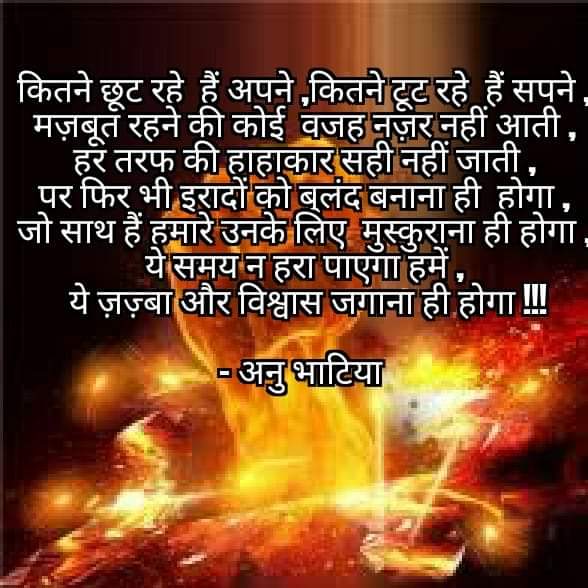 कितने छूट रहे हैं अपने ,कितने टूट रहे हैं सपने ,
मज़बूत रहने की कोई वजह नज़र नहीं आती ,
हर तरफ की हाहाकार सही नहीं जाती ,
पर फिर भी इरादों को बुलंद बनाना ही होगा ,
जो साथ हैं हमारे उनके लिए मुस्कुराना ही होगा ,
ये समय न हरा पाएगा हमें ,
ये ज़ज़्बा और विश्वास जगाना ही होगा !!!
- अनु भाटिया